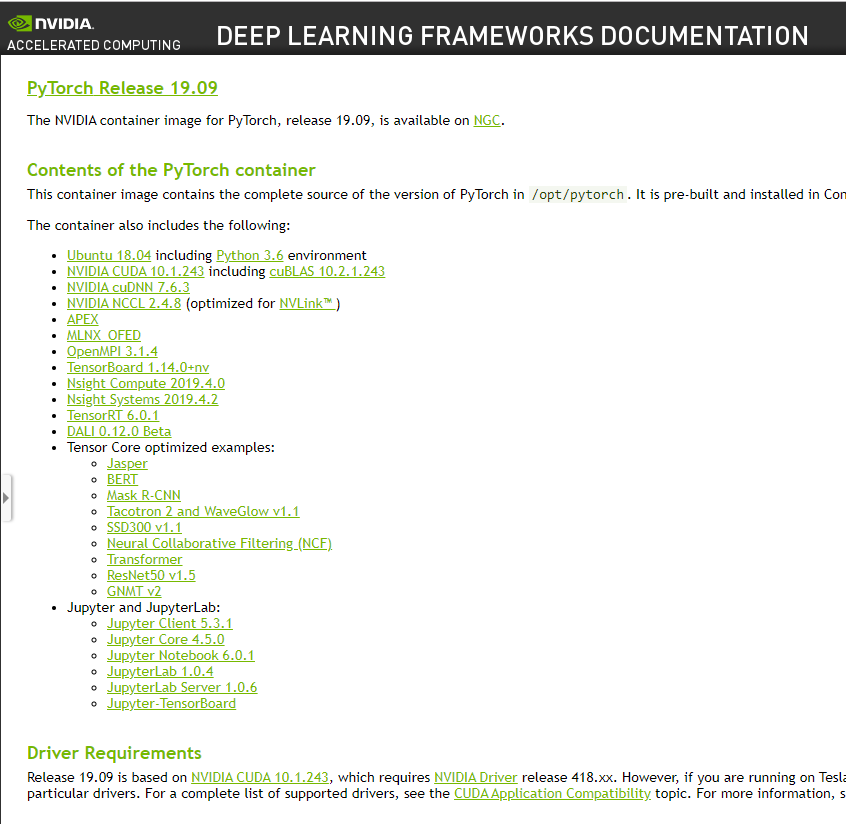 NVIDIA.
ACCELERATED COMPUTING
DEEP LEARNING FRAMEWORKS DOCUMENTATION
PyTorch Release 19.09
The NVIDIA container image for PyTorch, release 19.09, is available on NGC.
Contents of the PyTorch container
This container image contains the complete source of the version of PyTorch in /opt/pytorch. It is pre-built and installed in Con
The container also includes the following:
• Ubuntu 18.04 including Python 3.6 environment
• NVIDIA CUDA 10.1.243 including cuBLAS 10.2.1.243
• NVIDIA cuDNN 7.6.3
• NVIDIA NCCL 2.4.8 (optimized for NVLink™ )
• APEX
• MLNX_OFED
• OpenMPI 3.1.4
• TensorBoard 1.14.0+nv
• Nsight Compute 2019.4.0
• Nsight Systems 2019.4.2
• TensorRT 6.0.1
• DALI 0.12.0 Beta
• Tensor Core optimized examples:
◦ Jasper
◦ BERT
◦ Mask R-CNN
◦ Tacotron 2 and WaveGlow v1.1
◦ SSD300 v1.1
◦ Neural Collaborative Filtering (NCF)
◦ Transformer
◦ ResNet50 v1.5
◦ GNMT v2
• Jupyter and JupyterLab:
◦ Jupyter Client 5.3.1
◦ Jupyter Core 4.5.0
◦ Jupyter Notebook 6.0.1
◦ JupyterLab 1.0.4
◦ JupyterLab Server 1.0.6
◦ Jupyter-TensorBoard
Driver Requirements
Release 19.09 is based on NVIDIA CUDA 10.1.243, which requires NVIDIA Driver release 418.xx. However, if you are running on Tesla
particular drivers. For a complete list of supported drivers, see the CUDA Application Compatibility topic. For more information, s